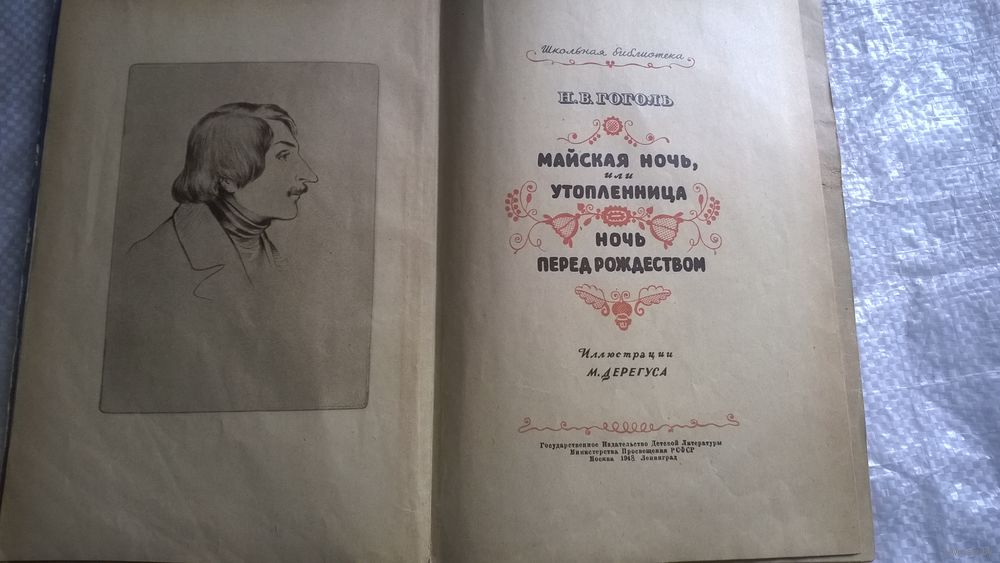 Школьная библиотека
Н. В. ГОГОЛЬ
МАЙСКАЯ НОЧЬ,
или
УТОПЛЕННИЦА
НОЧЬ
ПЕРЕД РОЖДЕСТВОМ
Иллюстрации
М. ДЕРЕГУСА
Государственное Издательство Детской Литературы
Министерства Просвещения РСФСР
Москва 1948 Ленинград